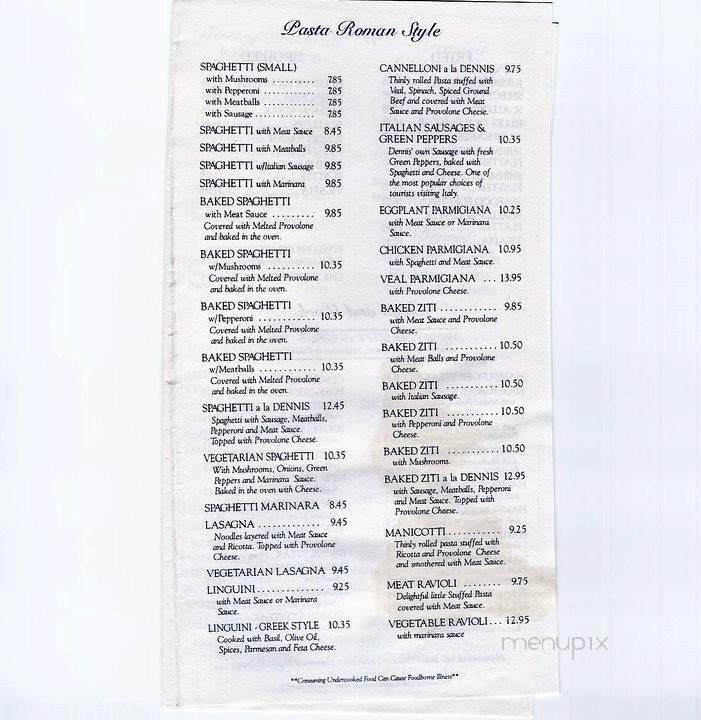 Pasta Roman Style
SPAGHETTI (SMALL)
with Mushrooms .......... 7.85
with Pepperoni ........... 7.85
with Meatballs ........... 7.85
with Sausage ............. 7.85
SPAGHETTI with Meat Sauce 8.45
SPAGHETTI with Meatballs 9.85
SPAGHETTI w/Italian Sausage 9.85
SPAGHETTI with Marinara 9.85
BAKED SPAGHETTI
with Meat Sauce ......... 9.85
Covered with Melted Provolone
and baked in the oven.
BAKED SPAGHETTI
w/Mushrooms .......... 10.35
Covered with Melted Provolone
and baked in the oven.
BAKED SPAGHETTI
w/Pepperoni ............ 10.35
Covered with Melted Provolone
and baked in the oven.
BAKED SPAGHETTI
w/Meatballs ............ 10.35
Covered with Melted Provolone
and baked in the oven.
SPAGHETTI a la DENNIS 12.45
Spaghetti with Sausage, Meatballs,
Pepperoni and Meat Sauce.
Topped with Provolone Cheese.
VEGETARIAN SPAGHETTI 10.35
With Mushrooms, Onions, Green
Peppers and Marinara Sauce.
Baked in the oven with Cheese.
SPAGHETTI MARINARA 8.45
LASAGNA ............. 9.45
Noodles layered with Meat Sauce
and Ricotta. Topped with Provolone
Cheese.
VEGETARIAN LASAGNA 9.45
LINGUINI .............. 9.25
with Meat Sauce or Marinara
Sauce.
LINGUINI - GREEK STYLE 10.35
Cooked with Basil, Olive Oil,
Spices, Parmesan and Feta Cheese.
CANNELLONI a la DENNIS 9.75
Thinly rolled Pasta stuffed with
Veal, Spinach, Spiced Ground
Beef and covered with Meat
Sauce and Provolone Cheese.
ITALIAN SAUSAGES &
GREEN PEPPERS 10.35
Dennis' own Sausage with fresh
Green Peppers, baked with
Spaghetti and Cheese. One of
the most popular choices of
tourists visiting Italy.
EGGPLANT PARMIGIANA 10.25
with Meat Sauce or Marinara
Sauce.
CHICKEN PARMIGIANA 10.95
with Spaghetti and Meat Sauce.
VEAL PARMIGIANA ... 13.95
with Provolone Cheese.
BAKED ZITI ............ 9.85
with Meat Sauce and Provolone
Cheese.
BAKED ZITI ........... 10.50
with Meat Balls and Provolone
Cheese.
BAKED ZITI ........... 10.50
with Italian Sausage.
BAKED ZITI ........... 10.50
with Pepperoni and Provolone
Cheese.
BAKED ZITI ........... 10.50
with Mushrooms.
BAKED ZITI a la DENNIS 12.95
with Sausage, Meatballs, Pepperoni
and Meat Sauce. Topped with
Provolone Cheese.
MANICOTTI ........... 9.25
Thinly rolled pasta stuffed with
Ricotta and Provolone Cheese
and smothered with Meat Sauce.
MEAT RAVIOLI ........ 9.75
Delightful little Stuffed Pasta
covered with Meat Sauce.
VEGETABLE RAVIOLI... 12.95
with marinara sauce
menupix
**Consuming Undercooked Food Can Cause Foodborne Illness**